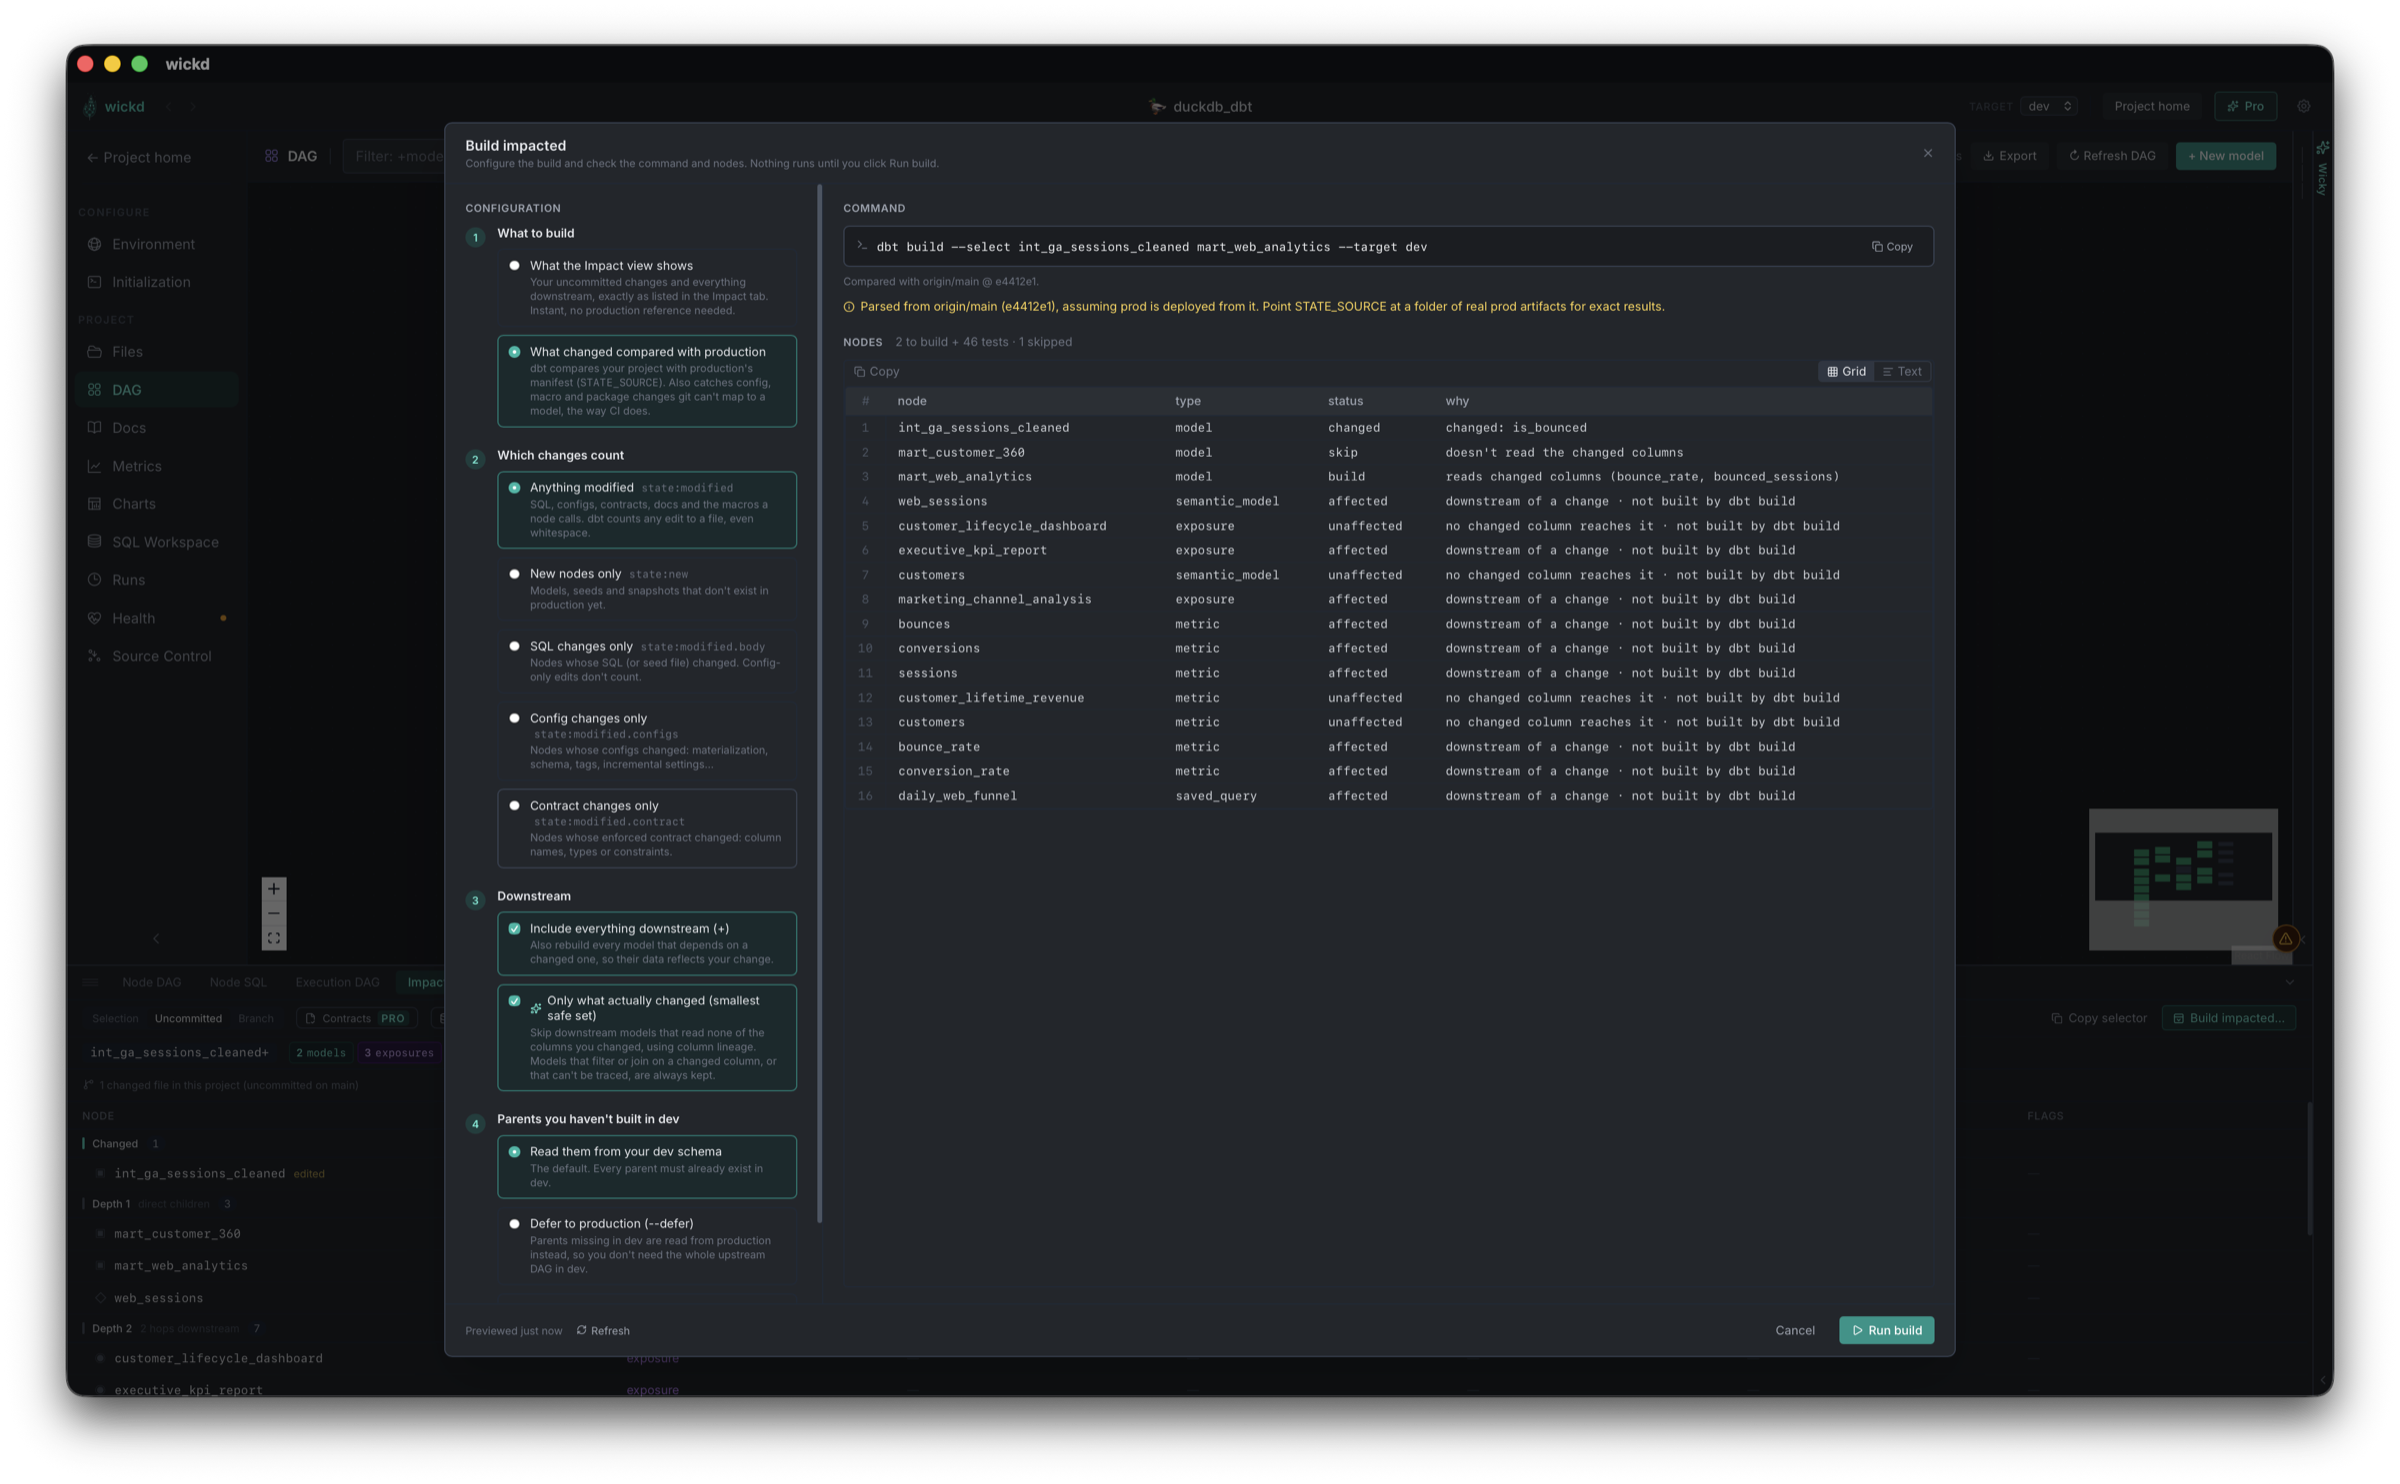 wickd
wickd
duckdb_dbt
TARGET dev
Project home
Pro
Project home
DAG
Filter: +mode
Export
Refresh DAG
+ New model
Wicky
CONFIGURE
Environment
Initialization
PROJECT
Files
DAG
Docs
Metrics
Charts
SQL Workspace
Runs
Health
Source Control
Build impacted
Configure the build and check the command and nodes. Nothing runs until you click Run build.
CONFIGURATION
1 What to build
What the Impact view shows
Your uncommitted changes and everything
downstream, exactly as listed in the Impact tab.
Instant, no production reference needed.
What changed compared with production
dbt compares your project with production's
manifest (STATE_SOURCE). Also catches config,
macro and package changes git can't map to a
model, the way CI does.
2 Which changes count
Anything modified state:modified
SQL, configs, contracts, docs and the macros a
node calls. dbt counts any edit to a file, even
whitespace.
New nodes only state:new
Models, seeds and snapshots that don't exist in
production yet.
SQL changes only state:modified.body
Nodes whose SQL (or seed file) changed. Config-
only edits don't count.
Config changes only
state:modified.configs
Nodes whose configs changed: materialization,
schema, tags, incremental settings...
Contract changes only
state:modified.contract
Nodes whose enforced contract changed: column
names, types or constraints.
3 Downstream
Include everything downstream (+)
Also rebuild every model that depends on a
changed one, so their data reflects your change.
Only what actually changed (smallest
safe set)
Skip downstream models that read none of the
columns you changed, using column lineage.
Models that filter or join on a changed column, or
that can't be traced, are always kept.
4 Parents you haven't built in dev
Read them from your dev schema
The default. Every parent must already exist in
dev.
Defer to production (--defer)
Parents missing in dev are read from production
instead, so you don't need the whole upstream
DAG in dev.
Previewed just now
Refresh
COMMAND
dbt build --select int_ga_sessions_cleaned mart_web_analytics --target dev
Copy
Compared with origin/main @ e4412e1.
Parsed from origin/main (e4412e1), assuming prod is deployed from it. Point STATE_SOURCE at a folder of real prod artifacts for exact results.
NODES 2 to build + 46 tests · 1 skipped
Copy
Grid
Text
# node type status why
1 int_ga_sessions_cleaned model changed changed: is_bounced
2 mart_customer_360 model skip doesn't read the changed columns
3 mart_web_analytics model build reads changed columns (bounce_rate, bounced_sessions)
4 web_sessions semantic_model affected downstream of a change · not built by dbt build
5 customer_lifecycle_dashboard exposure unaffected no changed column reaches it · not built by dbt build
6 executive_kpi_report exposure affected downstream of a change · not built by dbt build
7 customers semantic_model unaffected no changed column reaches it · not built by dbt build
8 marketing_channel_analysis exposure affected downstream of a change · not built by dbt build
9 bounces metric affected downstream of a change · not built by dbt build
10 conversions metric affected downstream of a change · not built by dbt build
11 sessions metric affected downstream of a change · not built by dbt build
12 customer_lifetime_revenue metric unaffected no changed column reaches it · not built by dbt build
13 customers metric unaffected no changed column reaches it · not built by dbt build
14 bounce_rate metric affected downstream of a change · not built by dbt build
15 conversion_rate metric affected downstream of a change · not built by dbt build
16 daily_web_funnel saved_query affected downstream of a change · not built by dbt build
Cancel
Run build
Node DAG
Node SQL
Execution DAG
Impac
Selection
Uncommitted
Branch
Contracts PRO
Copy selector
Build impacted...
int_ga_sessions_cleaned+
2 models
3 exposures
1 changed file in this project (uncommitted on main)
NODE
FLAGS
Changed 1
int_ga_sessions_cleaned edited
Depth 1 direct children 3
mart_customer_360
mart_web_analytics
web_sessions
Depth 2 2 hops downstream 7
customer_lifecycle_dashboard exposure
executive_kpi_report exposure